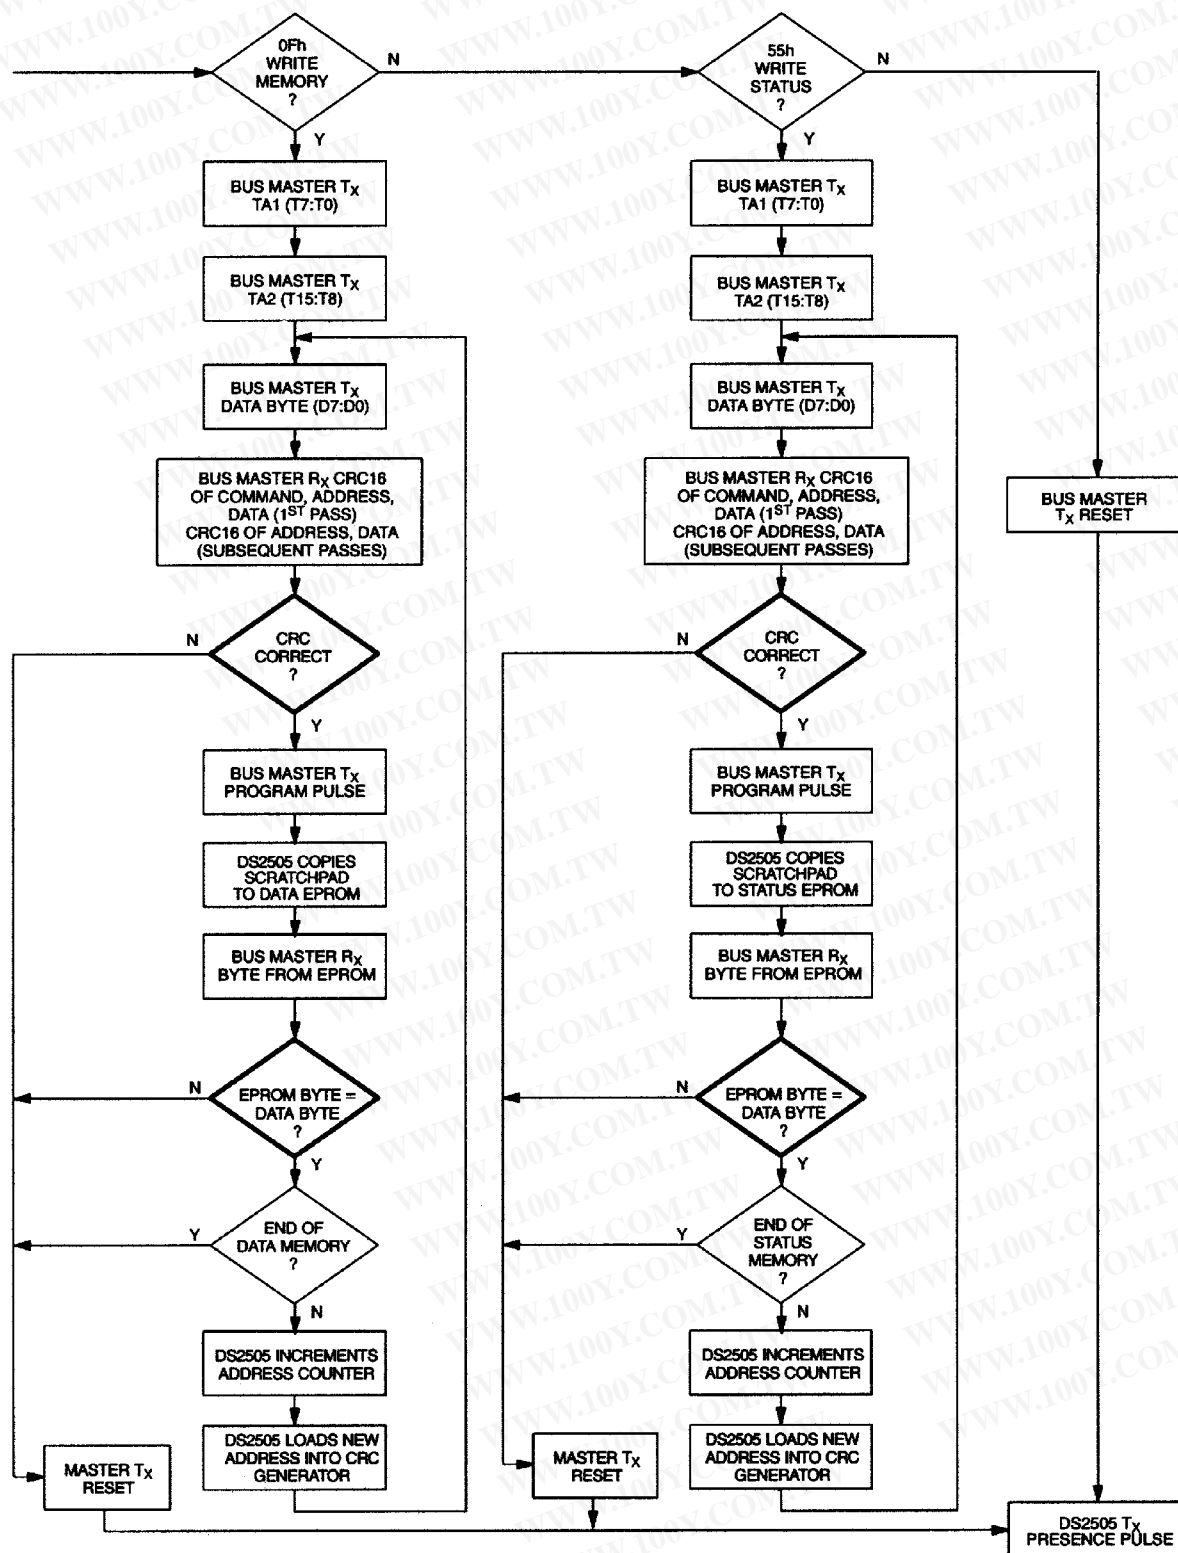 0Fh
WRITE
MEMORY
?
N
Y
BUS MASTER TX
TA1 (T7:T0)
BUS MASTER TX
TA2 (T15:T8)
BUS MASTER TX
DATA BYTE (D7:D0)
BUS MASTER RX CRC16
OF COMMAND, ADDRESS,
DATA (1ST PASS)
CRC16 OF ADDRESS, DATA
(SUBSEQUENT PASSES)
CRC
CORRECT
?
N
Y
BUS MASTER TX
PROGRAM PULSE
DS2505 COPIES
SCRATCHPAD
TO DATA EPROM
BUS MASTER RX
BYTE FROM EPROM
EPROM BYTE =
DATA BYTE
?
N
Y
END OF
DATA MEMORY
?
Y
N
DS2505 INCREMENTS
ADDRESS COUNTER
DS2505 LOADS NEW
ADDRESS INTO CRC
GENERATOR
MASTER TX
RESET
55h
WRITE
STATUS
?
N
Y
BUS MASTER TX
TA1 (T7:T0)
BUS MASTER TX
TA2 (T15:T8)
BUS MASTER TX
DATA BYTE (D7:D0)
BUS MASTER RX CRC16
OF COMMAND, ADDRESS,
DATA (1ST PASS)
CRC16 OF ADDRESS, DATA
(SUBSEQUENT PASSES)
CRC
CORRECT
?
N
Y
BUS MASTER TX
PROGRAM PULSE
DS2505 COPIES
SCRATCHPAD
TO STATUS EPROM
BUS MASTER RX
BYTE FROM EPROM
EPROM BYTE =
DATA BYTE
?
N
Y
END OF
STATUS
MEMORY
?
Y
N
DS2505 INCREMENTS
ADDRESS COUNTER
DS2505 LOADS NEW
ADDRESS INTO CRC
GENERATOR
MASTER TX
RESET
BUS MASTER
TX RESET
DS2505 TX
PRESENCE PULSE
WWW.100Y.COM.TW